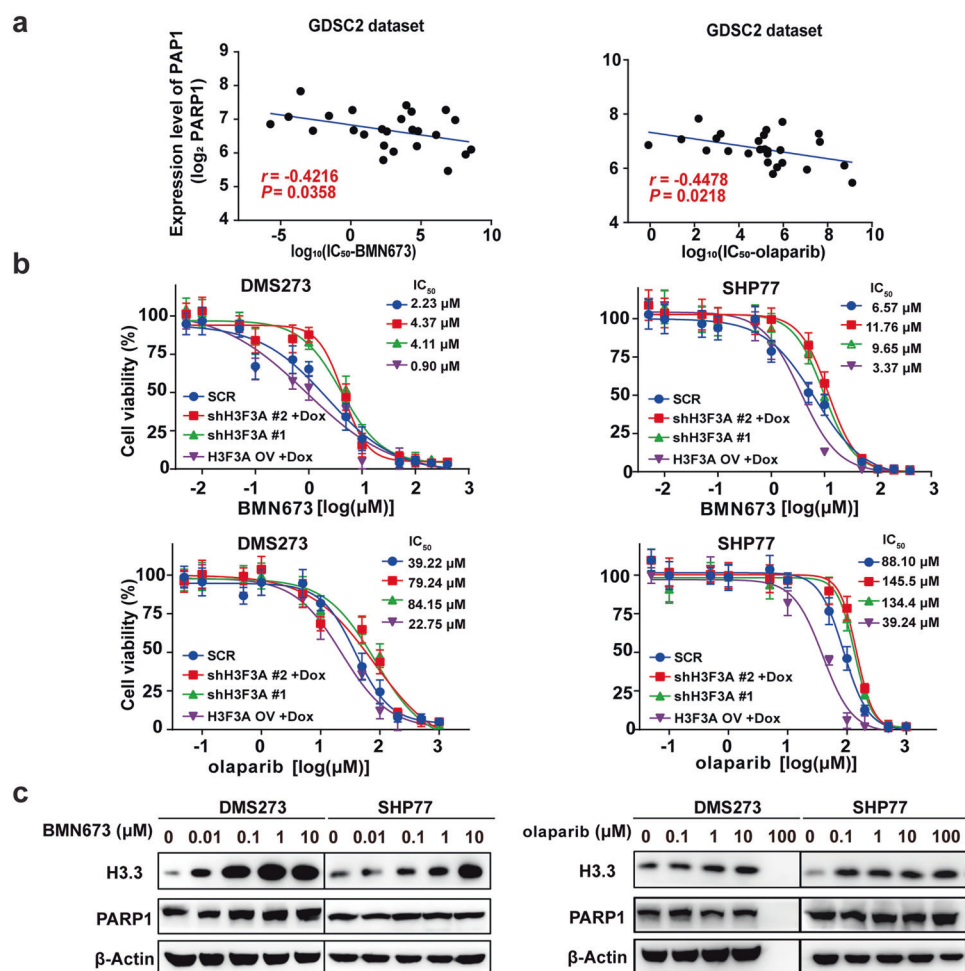 a
GDSC2 dataset
Expression level of PAP1
(log₂ PARP1)
9
8
7
6
5
4
r = -0.4216
P = 0.0358
-5
0
5
10
log₁₀(IC₅₀-BMN673)
GDSC2 dataset
10
8
6
4
2
r = -0.4478
P = 0.0218
0
2
4
6
8
10
log₁₀(IC₅₀-olaparib)
b
DMS273
Cell viability (%)
100
75
50
25
0
IC₅₀
2.23 µM
4.37 µM
4.11 µM
0.90 µM
SCR
shH3F3A #2 +Dox
shH3F3A #1
H3F3A OV +Dox
-2 -1 0 1 2 3
BMN673 [log(µM)]
SHP77
100
75
50
25
0
IC₅₀
6.57 µM
11.76 µM
9.65 µM
3.37 µM
SCR
shH3F3A #2 +Dox
shH3F3A #1
H3F3A OV +Dox
-2 -1 0 1 2 3
BMN673 [log(µM)]
DMS273
Cell viability (%)
100
75
50
25
0
IC₅₀
39.22 µM
79.24 µM
84.15 µM
22.75 µM
SCR
shH3F3A #2 +Dox
shH3F3A #1
H3F3A OV +Dox
-1 0 1 2 3
olaparib [log(µM)]
SHP77
100
75
50
25
0
IC₅₀
88.10 µM
145.5 µM
134.4 µM
39.24 µM
SCR
shH3F3A #2 +Dox
shH3F3A #1
H3F3A OV +Dox
-1 0 1 2 3
olaparib [log(µM)]
c
DMS273 SHP77
BMN673 (µM) 0 0.01 0.1 1 10 0 0.01 0.1 1 10
H3.3
PARP1
β-Actin
DMS273 SHP77
olaparib (µM) 0 0.1 1 10 100 0 0.1 1 10 100
H3.3
PARP1
β-Actin